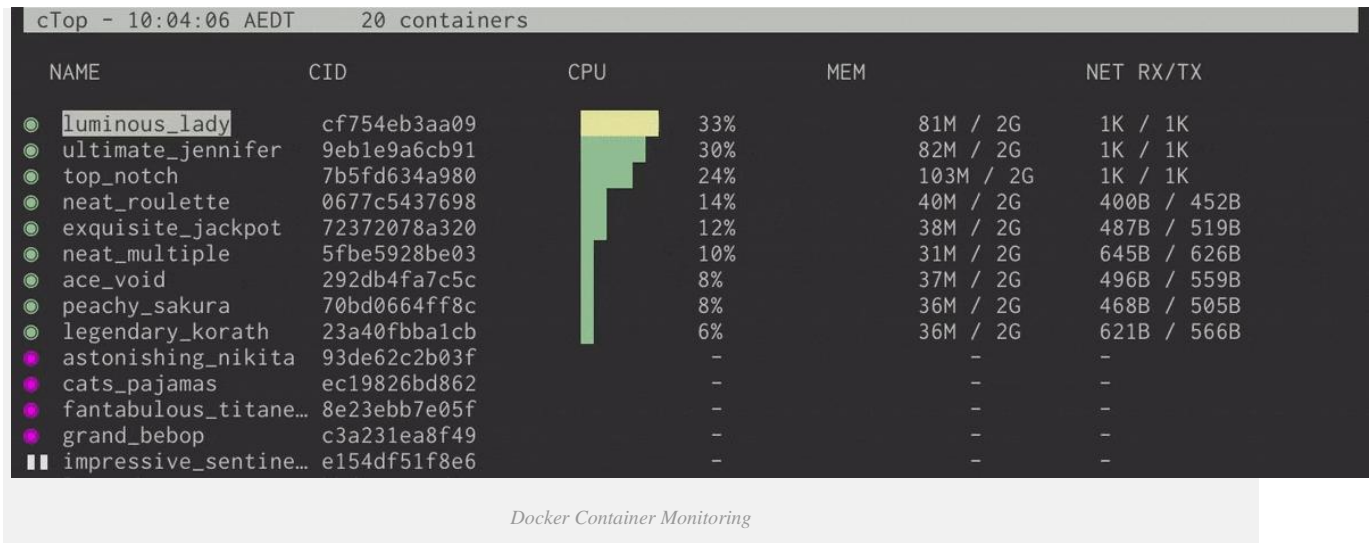 cTop - 10:04:06 AEDT 20 containers
NAME CID CPU MEM NET RX/TX
luminous_lady cf754eb3aa09 33% 81M / 2G 1K / 1K
ultimate_jennifer 9eb1e9a6cb91 30% 82M / 2G 1K / 1K
top_notch 7b5fd634a980 24% 103M / 2G 1K / 1K
neat_roulette 0677c5437698 14% 40M / 2G 400B / 452B
exquisite_jackpot 72372078a320 12% 38M / 2G 487B / 519B
neat_multiple 5fbe5928be03 10% 31M / 2G 645B / 626B
ace_void 292db4fa7c5c 8% 37M / 2G 496B / 559B
peachy_sakura 70bd0664ff8c 8% 36M / 2G 468B / 505B
legendary_korath 23a40fbba1cb 6% 36M / 2G 621B / 566B
astonishing_nikita 93de62c2b03f - - -
cats_pajamas ec19826bd862 - - -
fantabulous_titane… 8e23ebb7e05f - - -
grand_bebop c3a231ea8f49 - - -
impressive_sentine… e154df51f8e6 - - -
Docker Container Monitoring